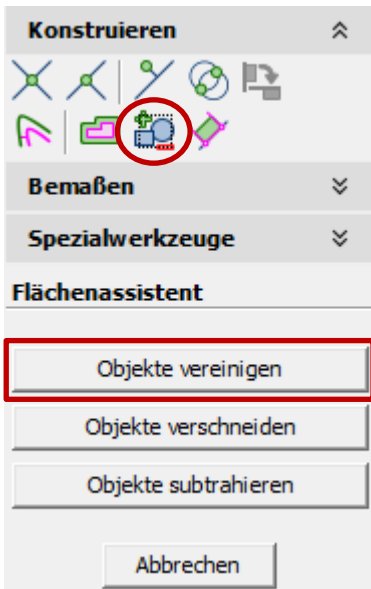 Konstruieren
Bemaßen
Spezialwerkzeuge
Flächenassistent
Objekte vereinigen
Objekte verschneiden
Objekte subtrahieren
Abbrechen